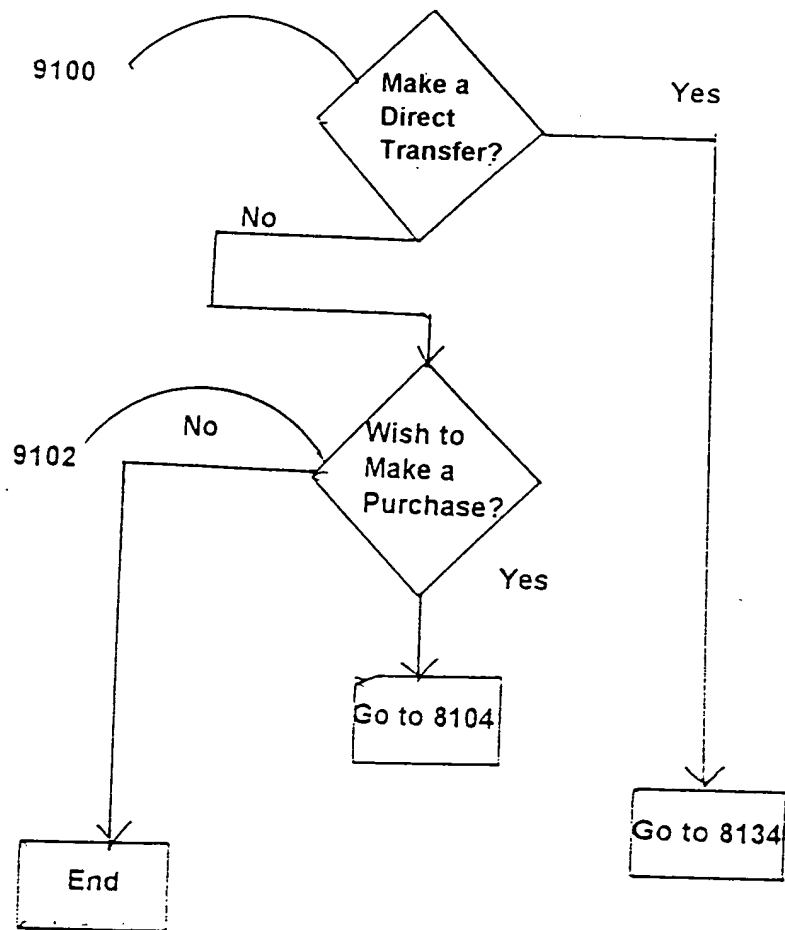 9100
Make a
Direct
Transfer?
Yes
No
9102
No
Wish to
Make a
Purchase?
Yes
Go to 8104
Go to 8134
End